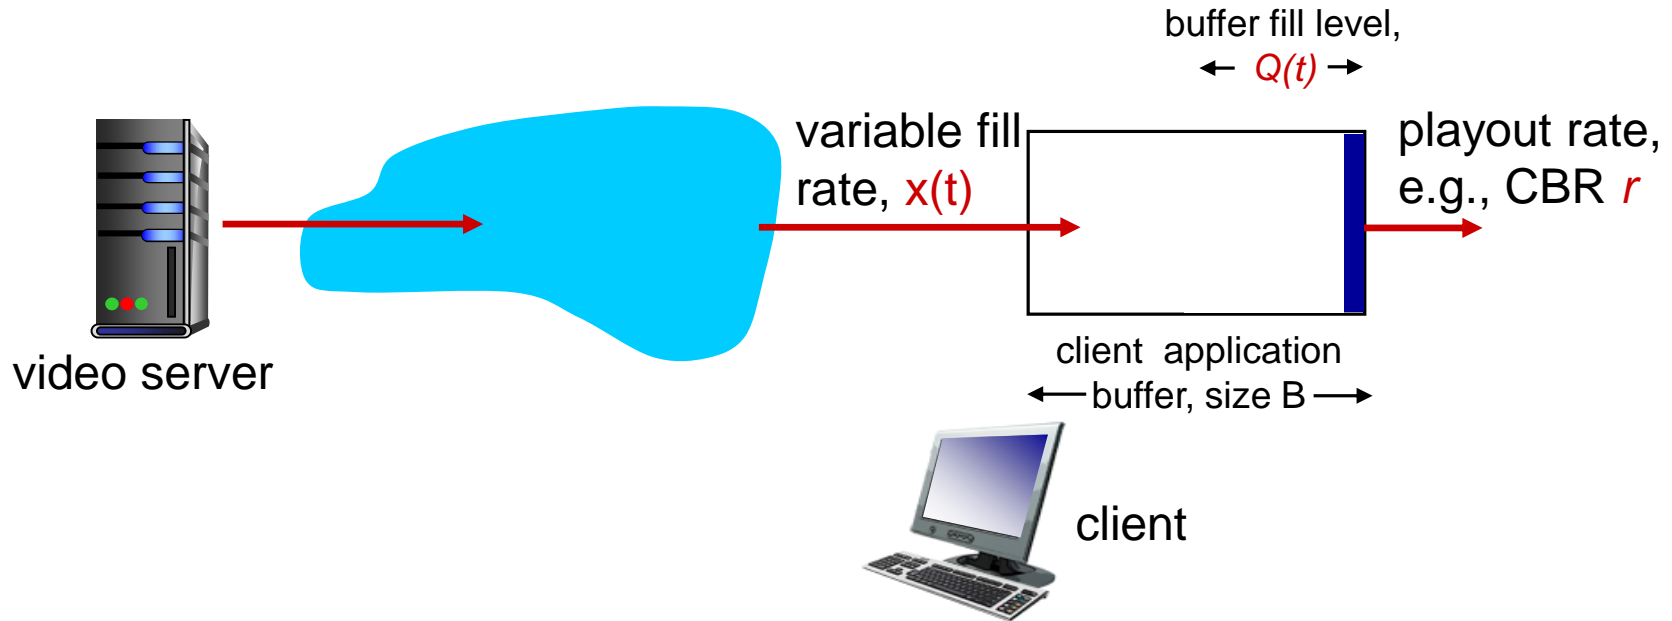 buffer fill level,
Q(t)
variable fill
rate, x(t)
playout rate,
e.g., CBR r
video server
client application
buffer, size B
client